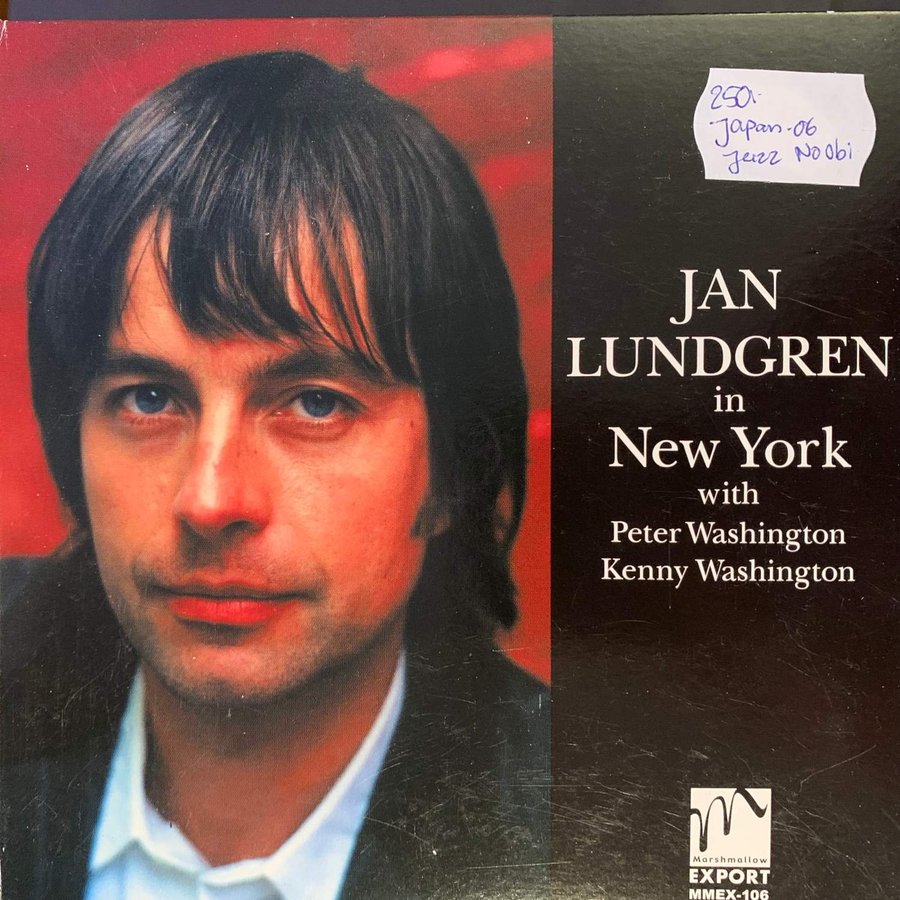 250:-
Japan-06
Jazz No Obi
JAN
LUNDGREN
in
New York
with
Peter Washington
Kenny Washington
Marshmallow
EXPORT
MMEX-106